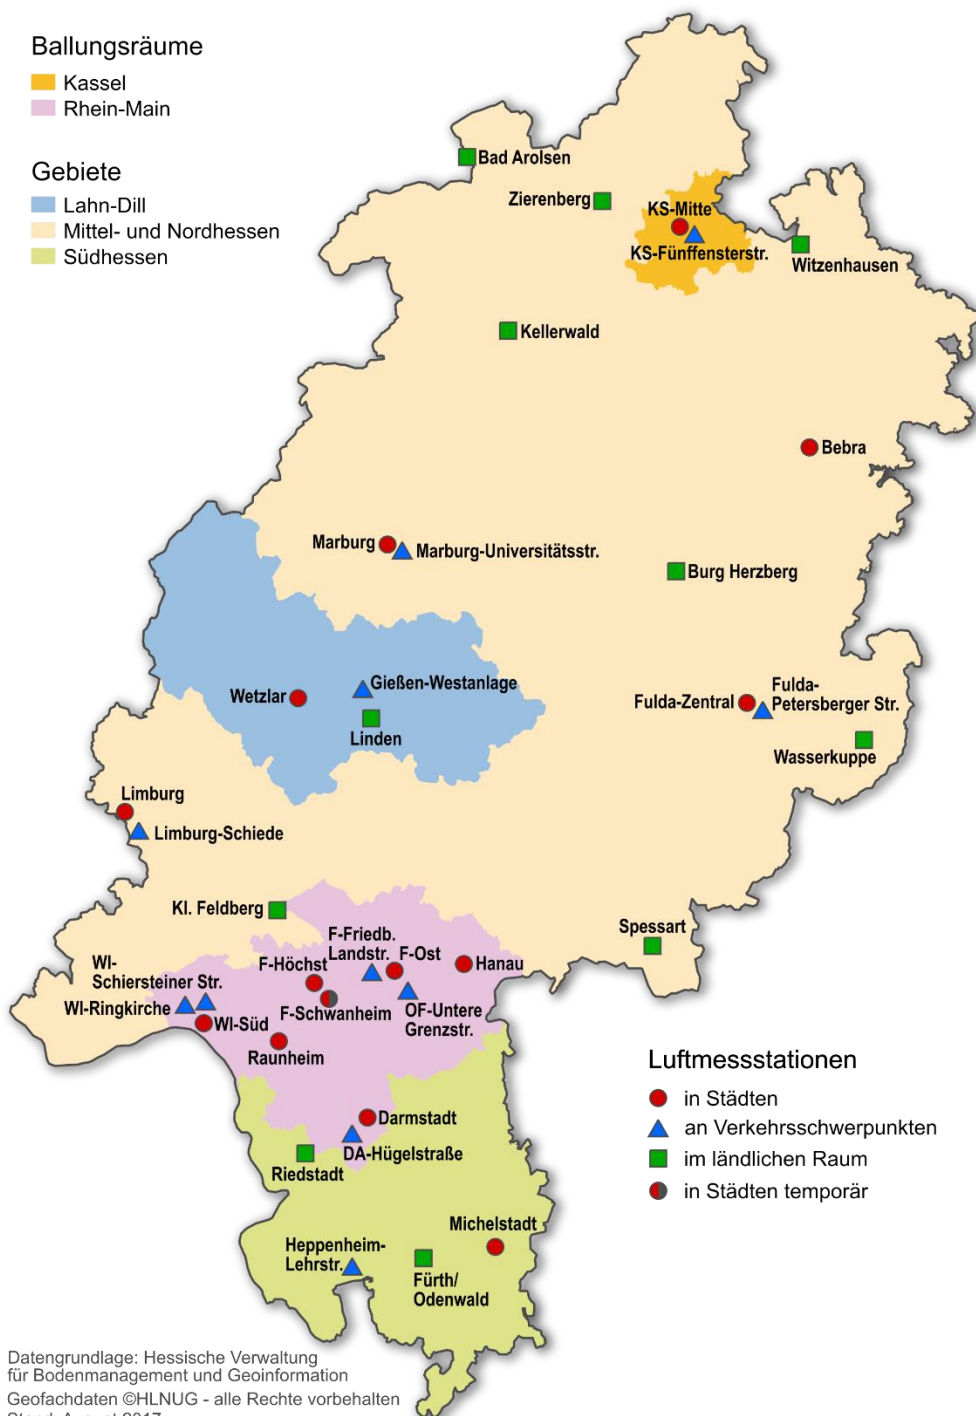 Ballungsräume
Kassel
Rhein-Main
Gebiete
Lahn-Dill
Mittel- und Nordhessen
Südhessen
Bad Arolsen
Zierenberg
KS-Mitte
KS-Fünffensterstr.
Witzenhausen
Kellerwald
Bebra
Marburg
Marburg-Universitätsstr.
Burg Herzberg
Gießen-Westanlage
Wetzlar
Linden
Fulda-Zentral
Fulda-
Petersberger Str.
Wasserkuppe
Limburg
Limburg-Schiede
Kl. Feldberg
Spessart
F-Friedb.
Landstr.
F-Ost
Hanau
F-Höchst
WI-
Schiersteiner Str.
WI-Ringkirche
WI-Süd
F-Schwanheim
OF-Untere
Grenzstr.
Raunheim
Darmstadt
DA-Hügelstraße
Riedstadt
Michelstadt
Heppenheim-
Lehrstr.
Fürth/
Odenwald
Luftmessstationen
in Städten
an Verkehrsschwerpunkten
im ländlichen Raum
in Städten temporär
Datengrundlage: Hessische Verwaltung
für Bodenmanagement und Geoinformation
Geofachdaten ©HLNUG - alle Rechte vorbehalten
Stand: August 2017